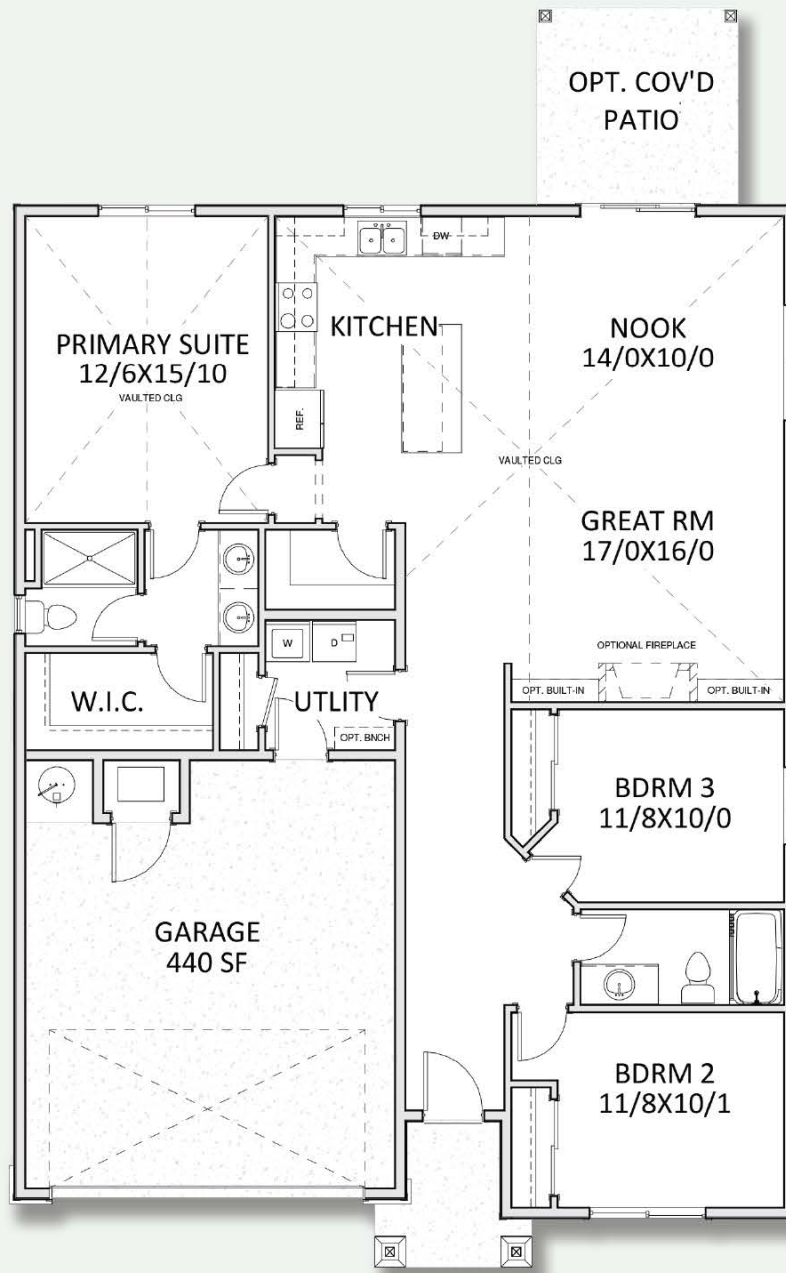 OPT. COV'D
PATIO
DW
KITCHEN
NOOK
14/0X10/0
PRIMARY SUITE
12/6X15/10
VAULTED CLG
REF.
VAULTED CLG
GREAT RM
17/0X16/0
OPTIONAL FIREPLACE
OPT. BUILT-IN
OPT. BUILT-IN
W
D
W.I.C.
UTLITY
OPT. BNCH
BDRM 3
11/8X10/0
GARAGE
440 SF
BDRM 2
11/8X10/1